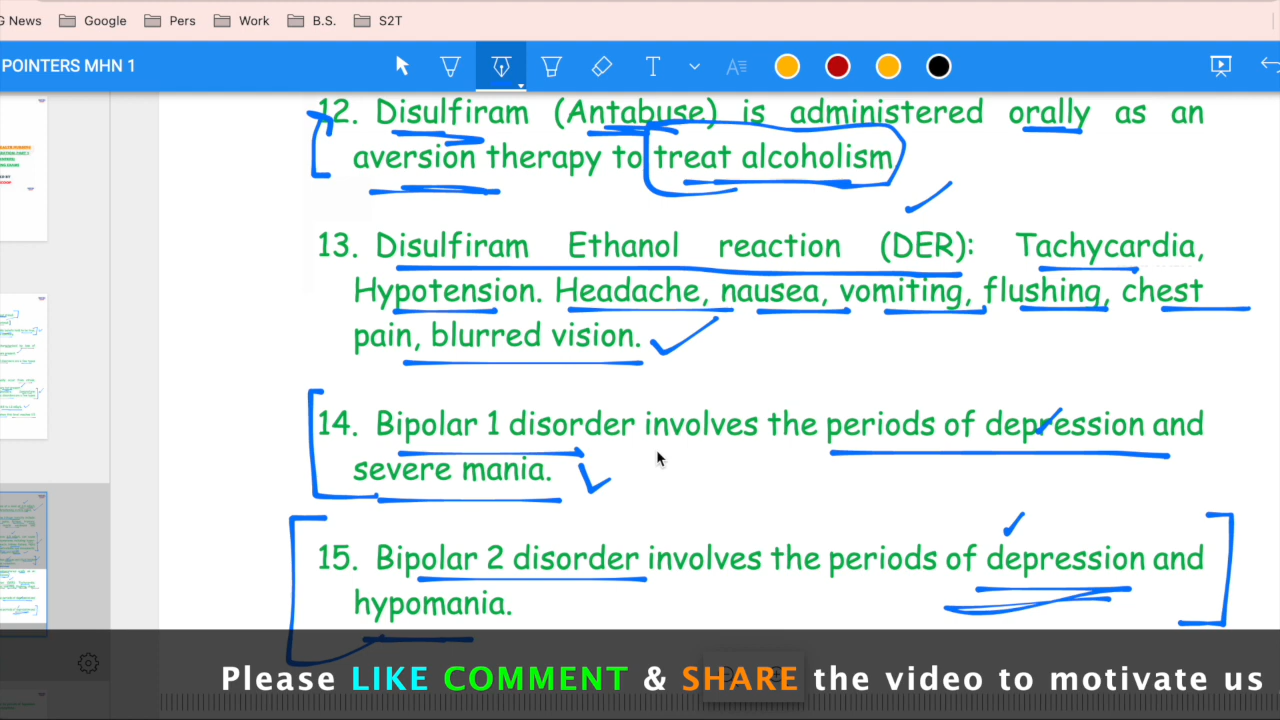 G News Google Pers Work B.S. S2T
POINTERS MHN 1
12. Disulfiram (Antabuse) is administered orally as an
aversion therapy to treat alcoholism
13. Disulfiram Ethanol reaction (DER): Tachycardia,
Hypotension. Headache, nausea, vomiting, flushing, chest
pain, blurred vision.
14. Bipolar 1 disorder involves the periods of depression and
severe mania.
15. Bipolar 2 disorder involves the periods of depression and
hypomania.
Please LIKE COMMENT & SHARE the video to motivate us